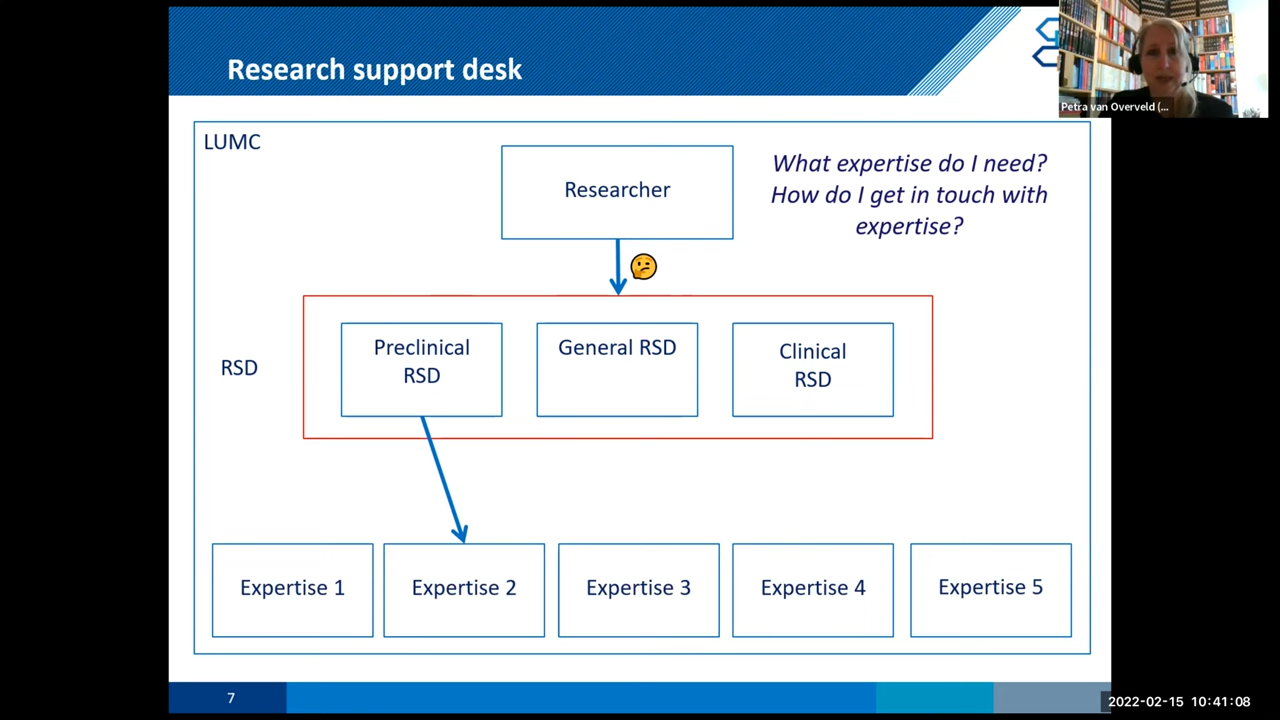 Research support desk
Petra van Overveld (...
LUMC
Researcher
What expertise do I need?
How do I get in touch with
expertise?
RSD
Preclinical
RSD
General RSD
Clinical
RSD
Expertise 1
Expertise 2
Expertise 3
Expertise 4
Expertise 5
7
2022-02-15 10:41:08